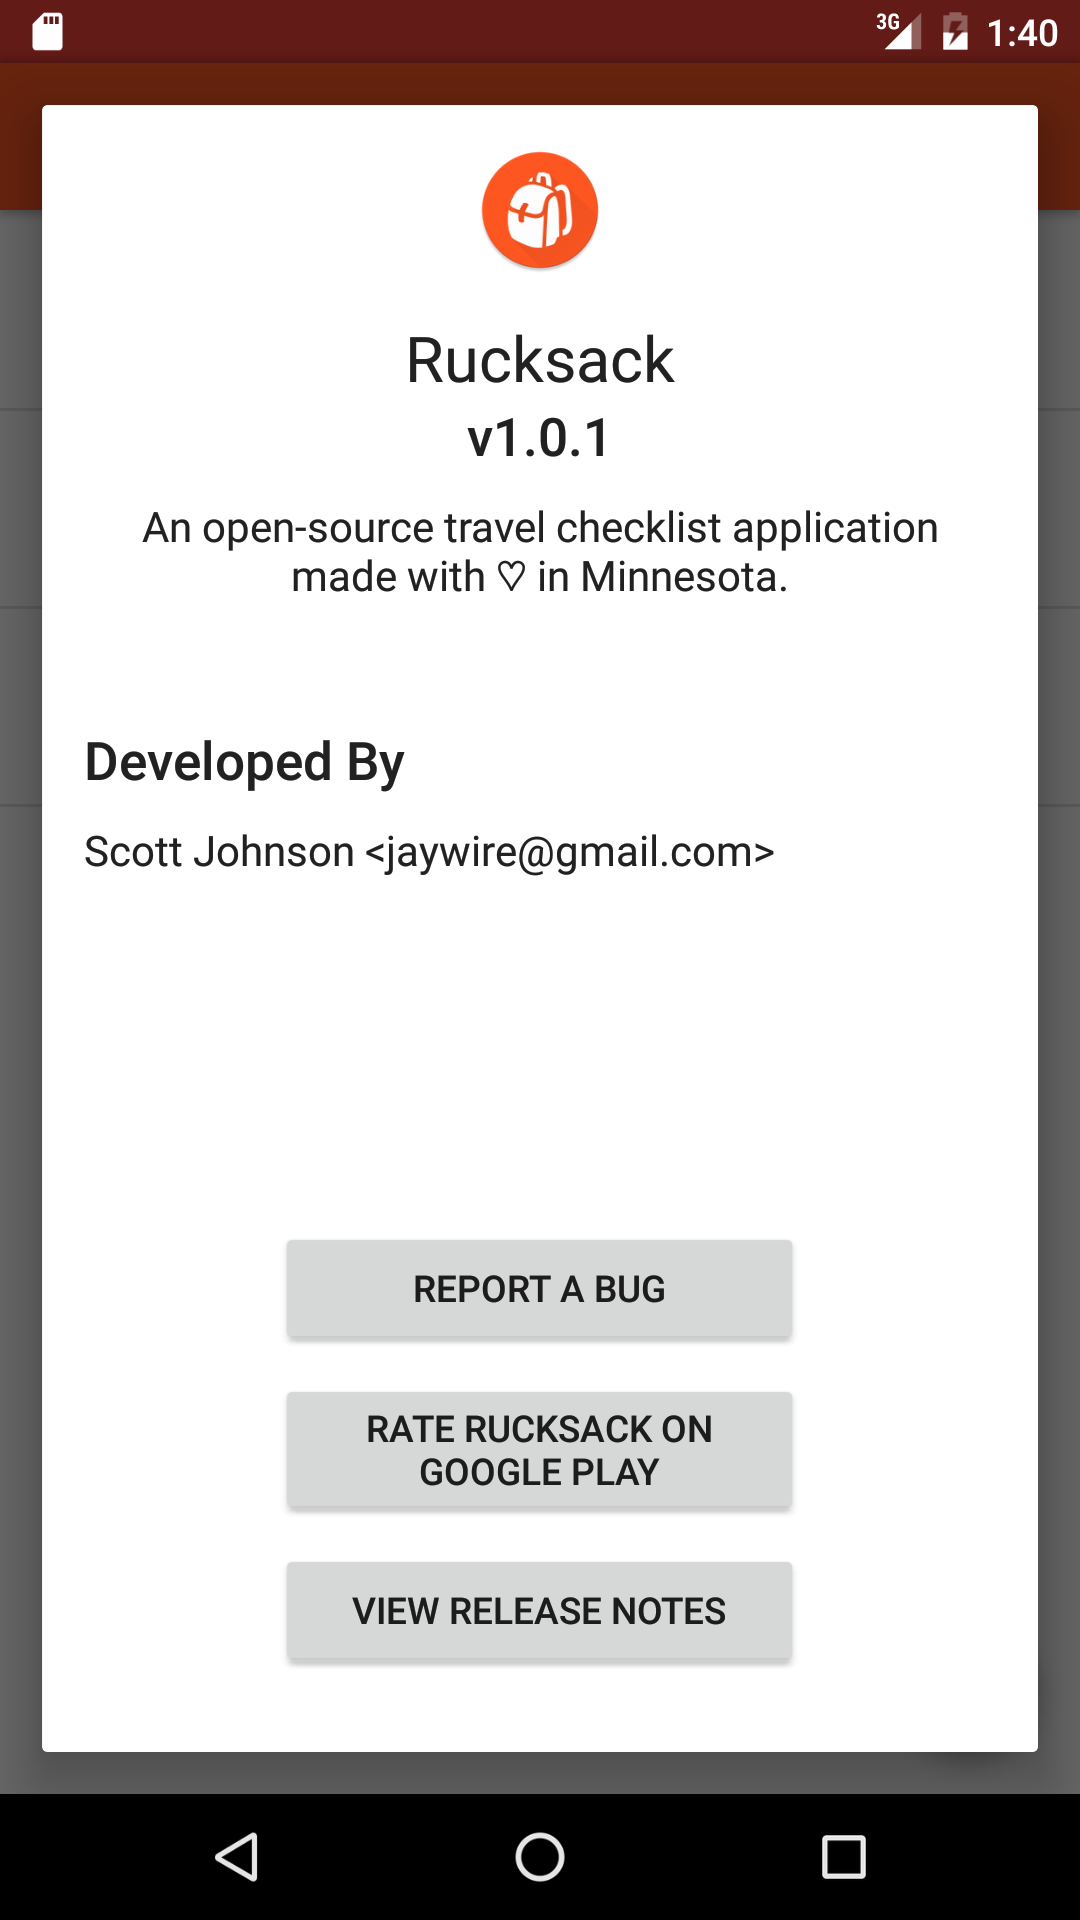 3G 1:40
Rucksack
v1.0.1
An open-source travel checklist application
made with ♡ in Minnesota.
Developed By
Scott Johnson <jaywire@gmail.com>
REPORT A BUG
RATE RUCKSACK ON
GOOGLE PLAY
VIEW RELEASE NOTES